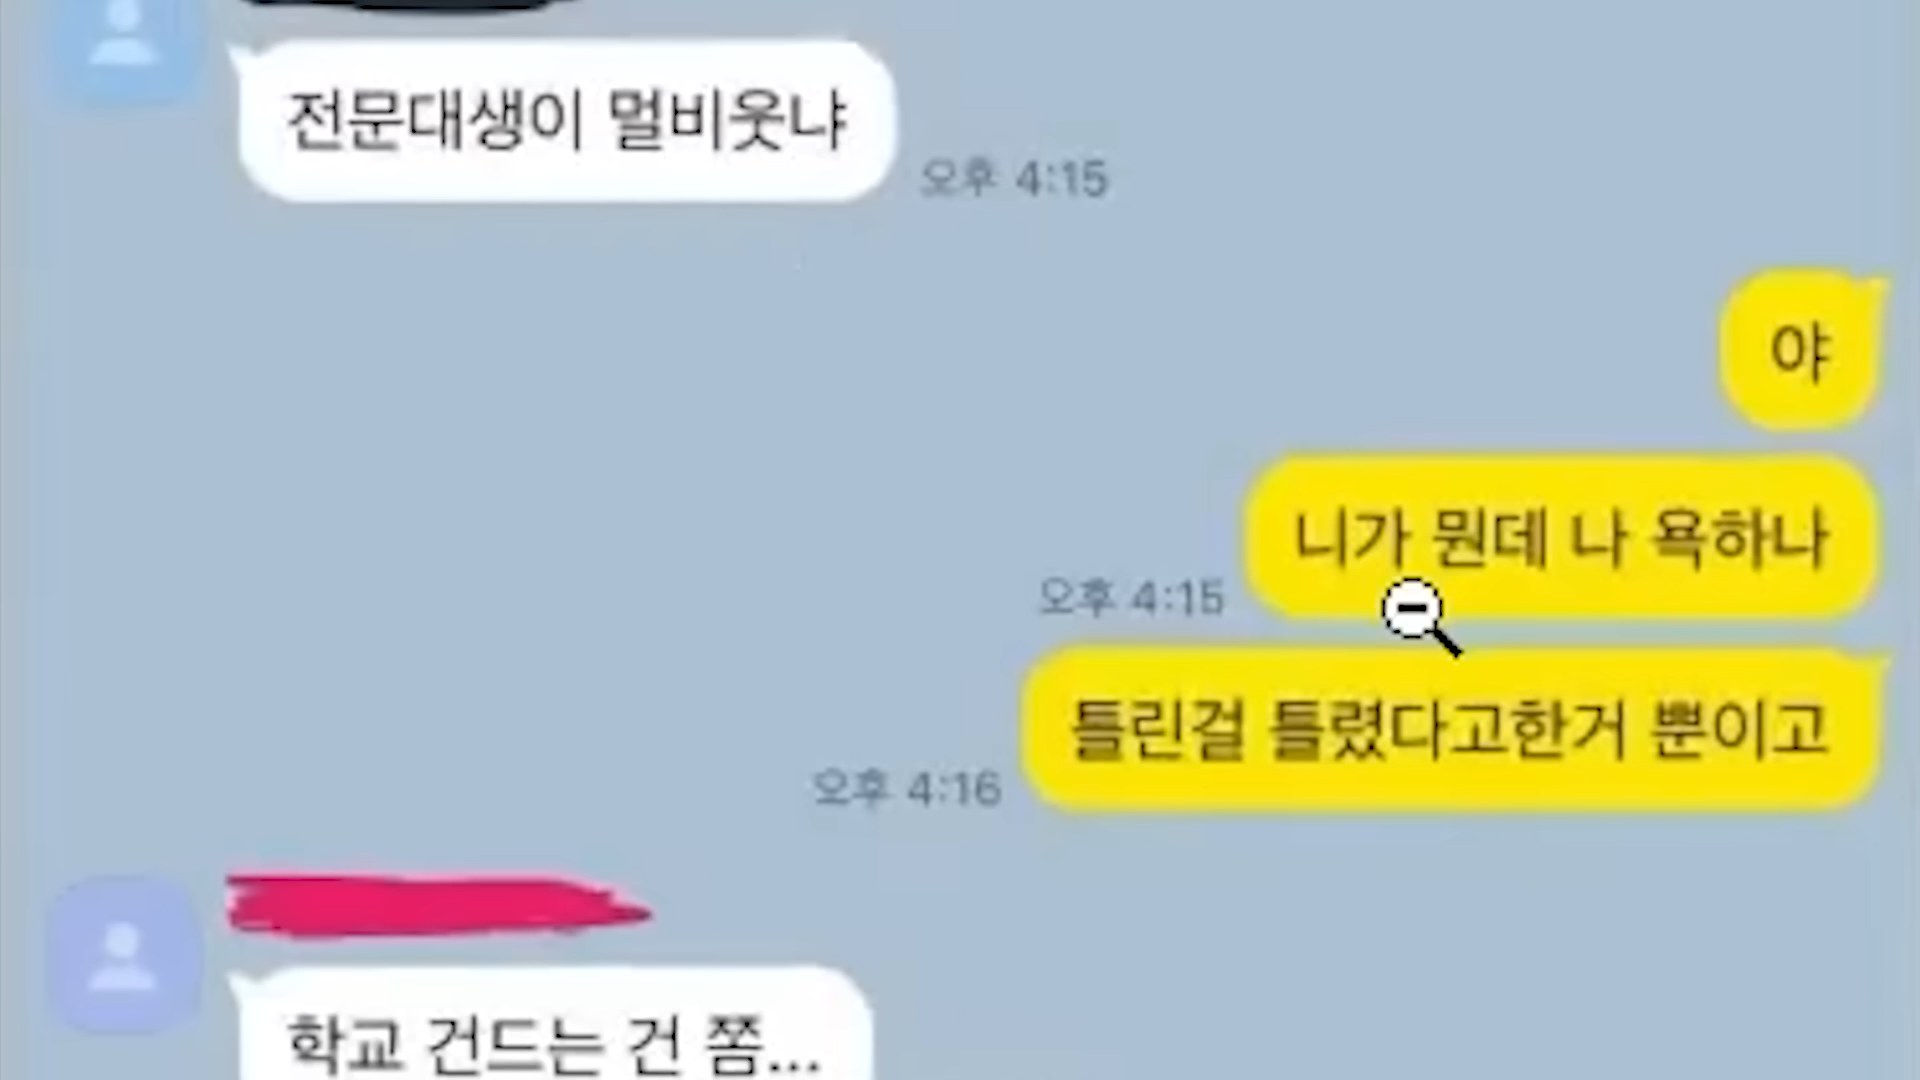 전문대생이 멀비웃냐
오후 4:15
야
니가 뭔데 나 욕하냐
오후 4:15
틀린걸 틀렸다고한거 뿐이고
오후 4:16
학교 건드는 건 쫌...